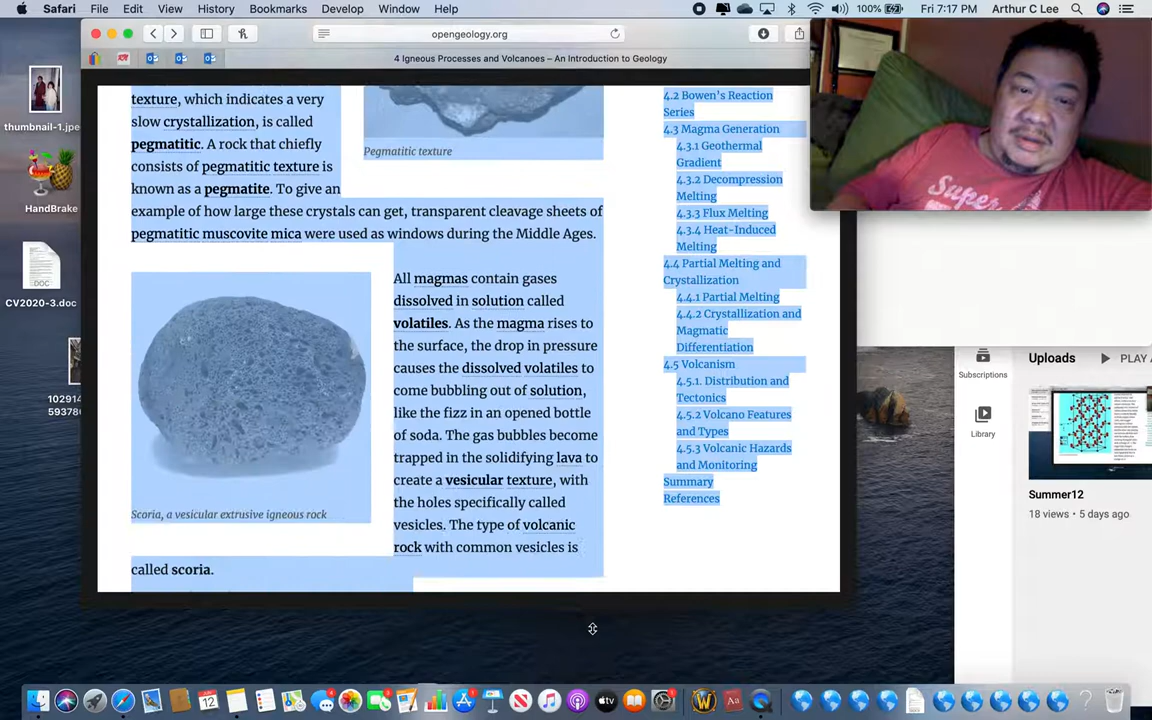 Safari File Edit View History Bookmarks Develop Window Help
100% Fri 7:17 PM Arthur C Lee
opengeology.org
4 Igneous Processes and Volcanoes – An Introduction to Geology
thumbnail-1.jpe
HandBrake
DOC
CV2020-3.doc
102914
593780
texture, which indicates a very
slow crystallization, is called
pegmatitic. A rock that chiefly
consists of pegmatitic texture is
known as a pegmatite. To give an
example of how large these crystals can get, transparent cleavage sheets of
pegmatitic muscovite mica were used as windows during the Middle Ages.
Pegmatitic texture
All magmas contain gases
dissolved in solution called
volatiles. As the magma rises to
the surface, the drop in pressure
causes the dissolved volatiles to
come bubbling out of solution,
like the fizz in an opened bottle
of soda. The gas bubbles become
trapped in the solidifying lava to
create a vesicular texture, with
the holes specifically called
vesicles. The type of volcanic
rock with common vesicles is
called scoria.
Scoria, a vesicular extrusive igneous rock
4.2 Bowen's Reaction
Series
4.3 Magma Generation
4.3.1 Geothermal
Gradient
4.3.2 Decompression
Melting
4.3.3 Flux Melting
4.3.4 Heat-Induced
Melting
4.4 Partial Melting and
Crystallization
4.4.1 Partial Melting
4.4.2 Crystallization and
Magmatic
Differentiation
4.5 Volcanism
4.5.1. Distribution and
Tectonics
4.5.2 Volcano Features
and Types
4.5.3 Volcanic Hazards
and Monitoring
Summary
References
Super
Subscriptions
Library
Uploads PLAY
Summer12
18 views • 5 days ago
12
tv
Aa